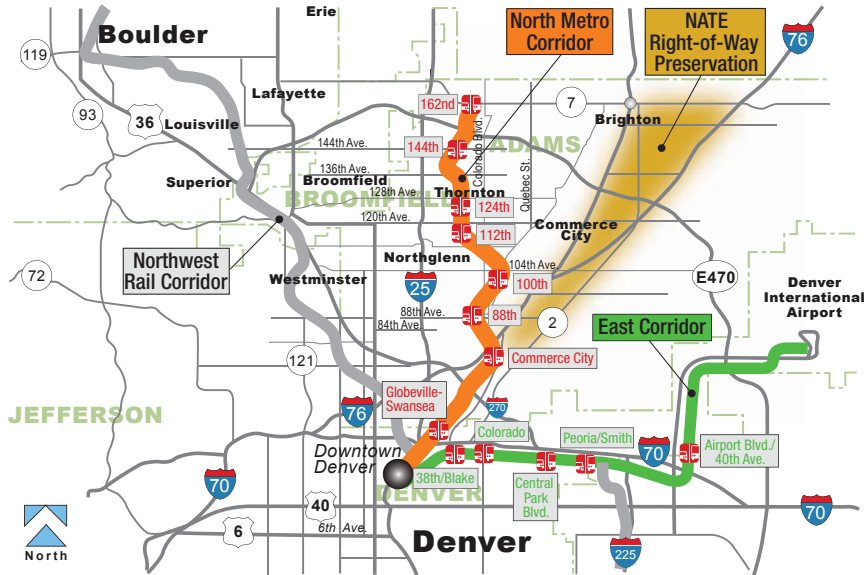 Erie
Boulder
North Metro
Corridor
NATE
Right-of-Way
Preservation
76
119
Lafayette
162nd
7
93
36
Louisville
Brighton
144th Ave.
144th
Colorado Blvd.
ADAMS
136th Ave.
Quebec St.
Superior
Broomfield
128th Ave.
Thornton
BROOMFIELD
124th
120th Ave.
Commerce
City
112th
Northwest
Rail Corridor
Northglenn
104th Ave.
72
Westminster
25
100th
E470
Denver
International
Airport
88th Ave.
88th
84th Ave.
2
East Corridor
121
Commerce City
Globeville-
Swansea
76
270
JEFFERSON
Colorado
Peoria/Smith
Downtown
Denver
70
Airport Blvd./
40th Ave.
70
38th/Blake
Central
Park
Blvd.
DENVER
40
70
6
6th Ave.
Denver
225
North